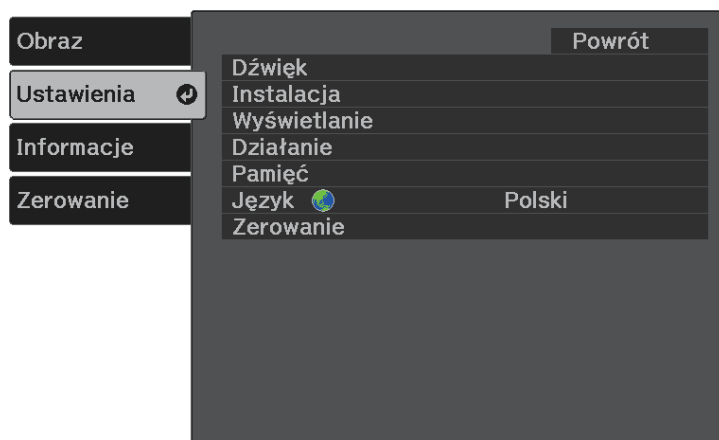 Obraz
Ustawienia
Informacje
Zerowanie
Powrót
Dźwięk
Instalacja
Wyświetlanie
Działanie
Pamięć
Język Polski
Zerowanie